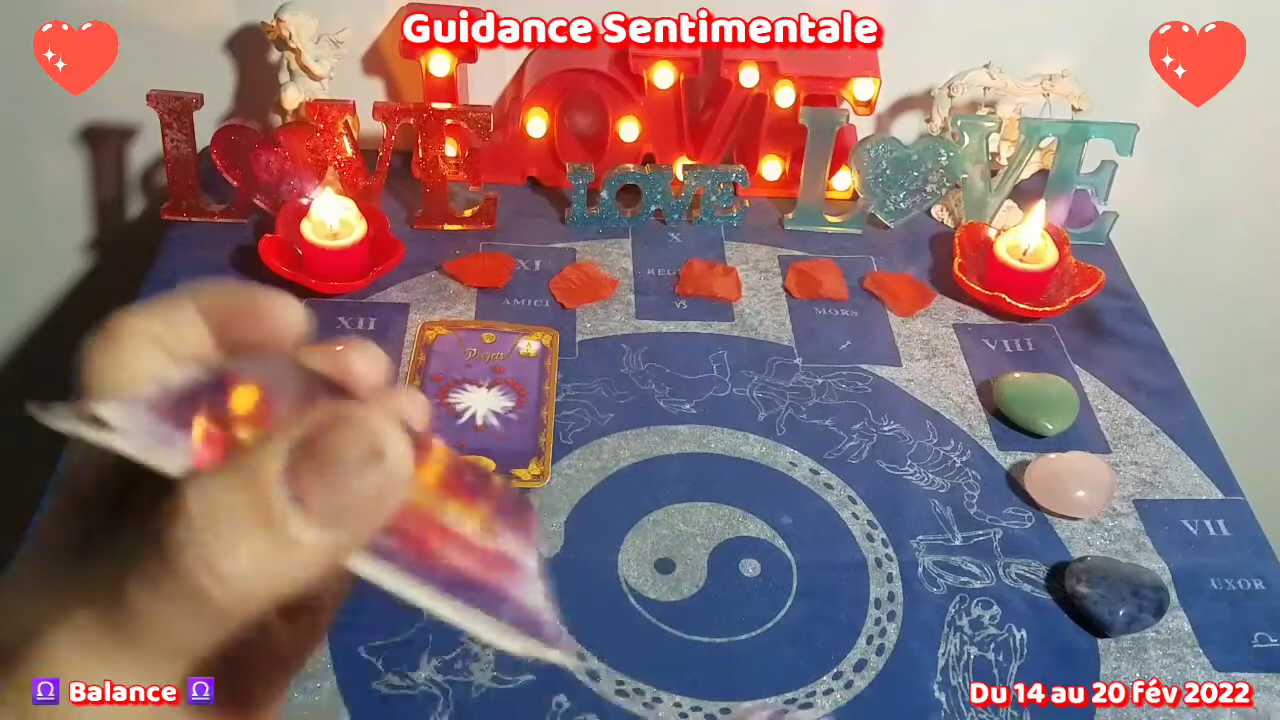 Guidance Sentimentale
LOVE
LOVE
LOVE
LOVE
X
XI
AMICI
MORS
XII
VIII
VII
UXOR
♎ Balance ♎
Du 14 au 20 fév 2022